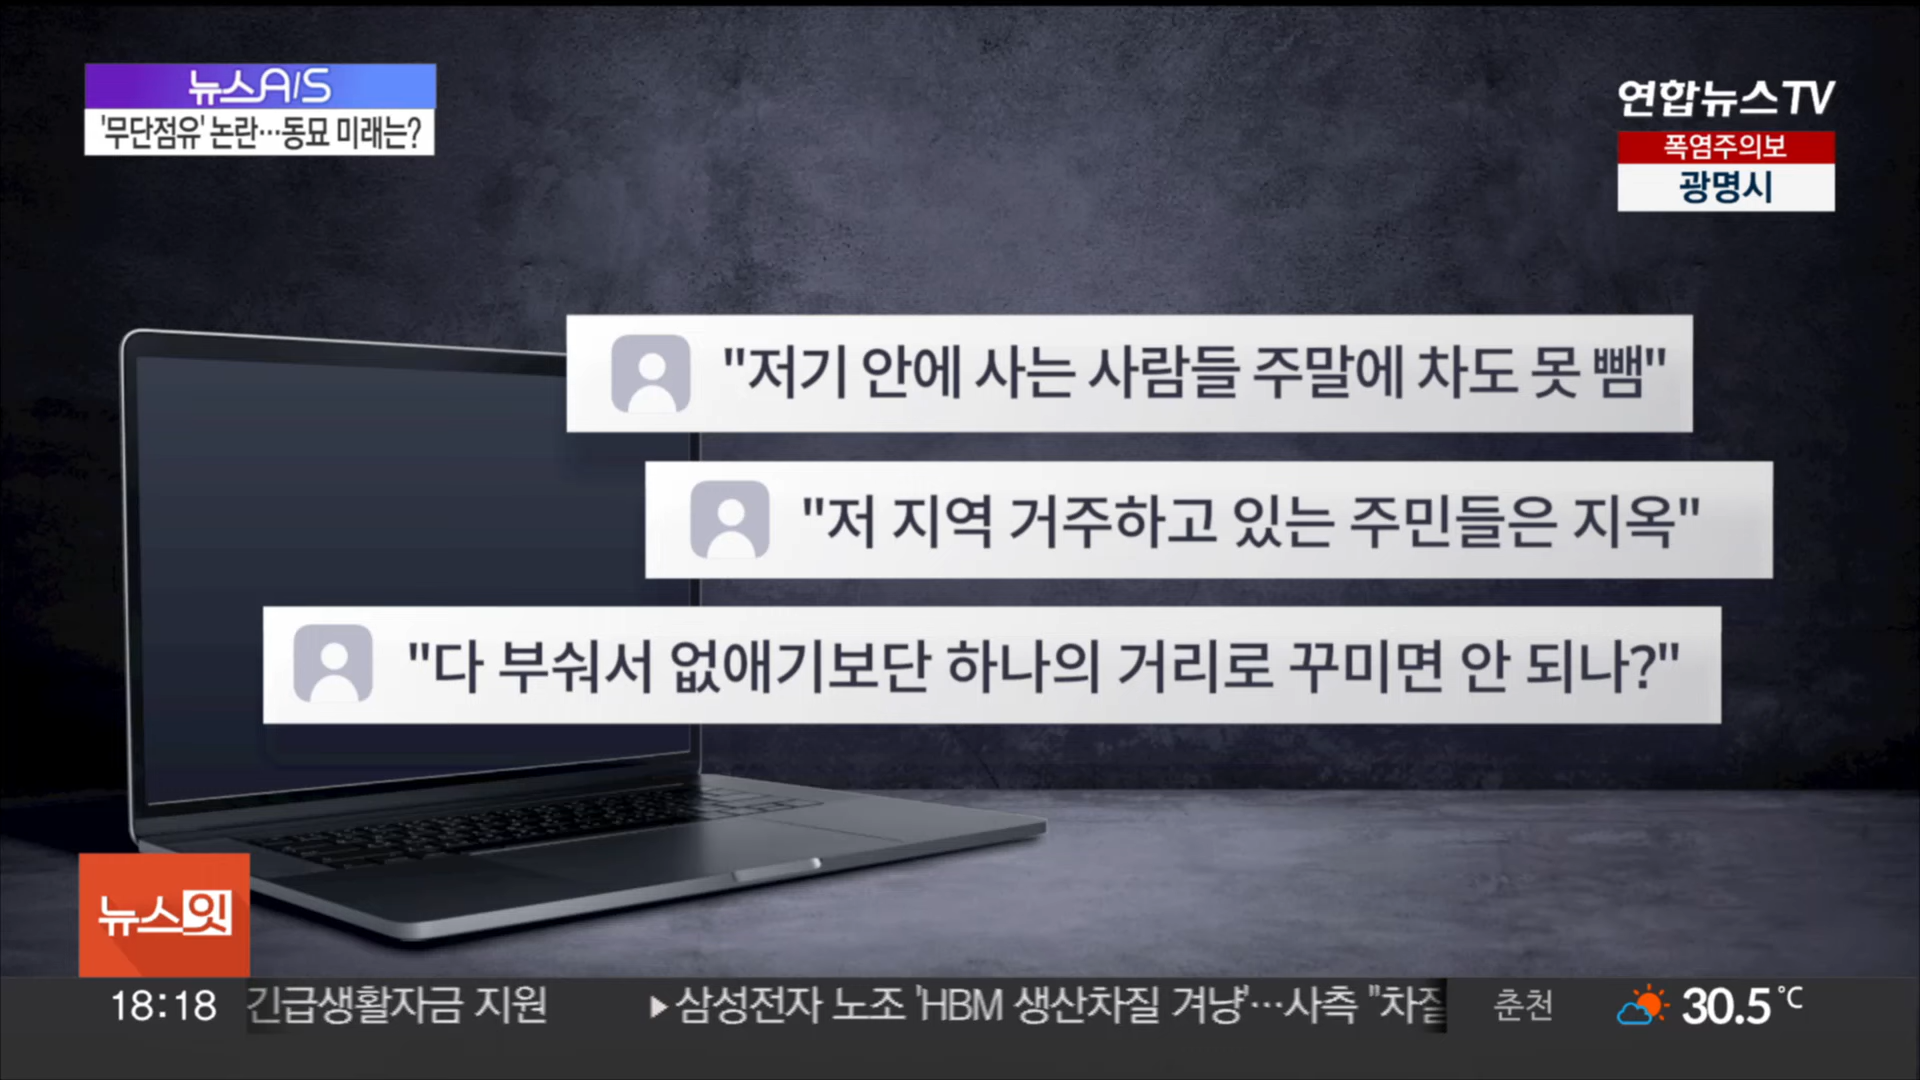 뉴스A/S
'무단점유' 논란…동묘 미래는?
연합뉴스TV
폭염주의보
광명시
"저기 안에 사는 사람들 주말에 차도 못 뺌"
"저 지역 거주하고 있는 주민들은 지옥"
"다 부숴서 없애기보단 하나의 거리로 꾸미면 안 되나?"
뉴스잇
18:18 긴급생활자금 지원 ▶삼성전자 노조 'HBM 생산차질 겨냥'…사측 "차질 춘천 30.5℃